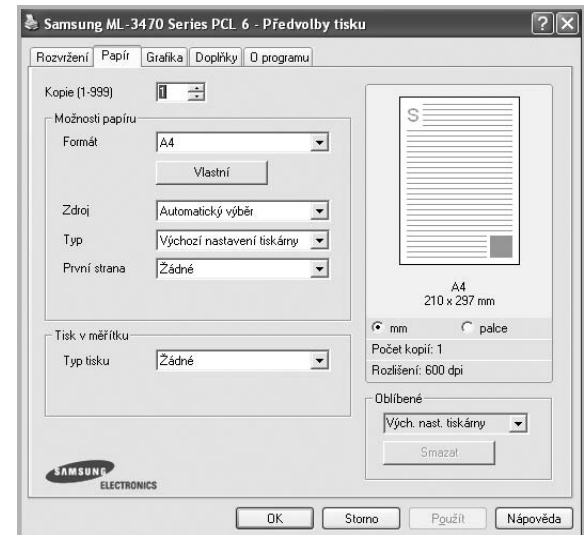 Samsung ML-3470 Series PCL 6 - Předvolby tisku
Rozvržení Papír Grafika Doplňky O programu
Kopie (1-999) 1
Možnosti papíru
Formát A4
Vlastní
Zdroj Automatický výběr
Typ Výchozí nastavení tiskárny
První strana Žádné
Tisk v měřítku
Typ tisku Žádné
SAMSUNG
ELECTRONICS
S
A4
210 x 297 mm
mm palce
Počet kopií: 1
Rozlišení: 600 dpi
Oblíbené
Vých. nast. tiskárny
Smazat
OK Storno Použít Nápověda